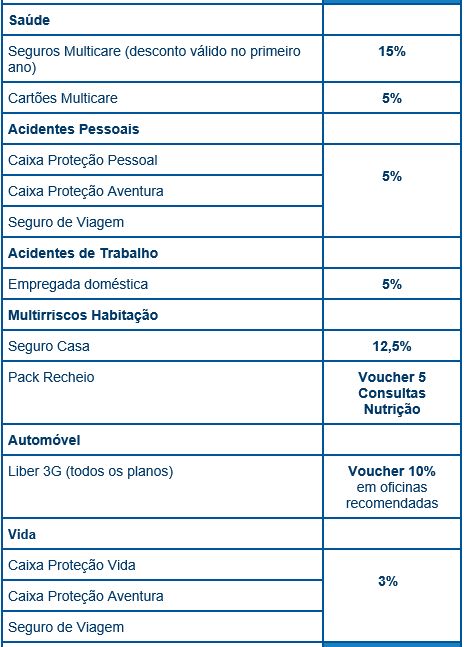 Saúde
Seguros Multicare (desconto válido no primeiro
ano)
15%
Cartões Multicare
5%
Acidentes Pessoais
Caixa Proteção Pessoal
Caixa Proteção Aventura
Seguro de Viagem
5%
Acidentes de Trabalho
Empregada doméstica
5%
Multirriscos Habitação
Seguro Casa
12,5%
Pack Recheio
Voucher 5
Consultas
Nutrição
Automóvel
Liber 3G (todos os planos)
Voucher 10%
em oficinas
recomendadas
Vida
Caixa Proteção Vida
Caixa Proteção Aventura
Seguro de Viagem
3%